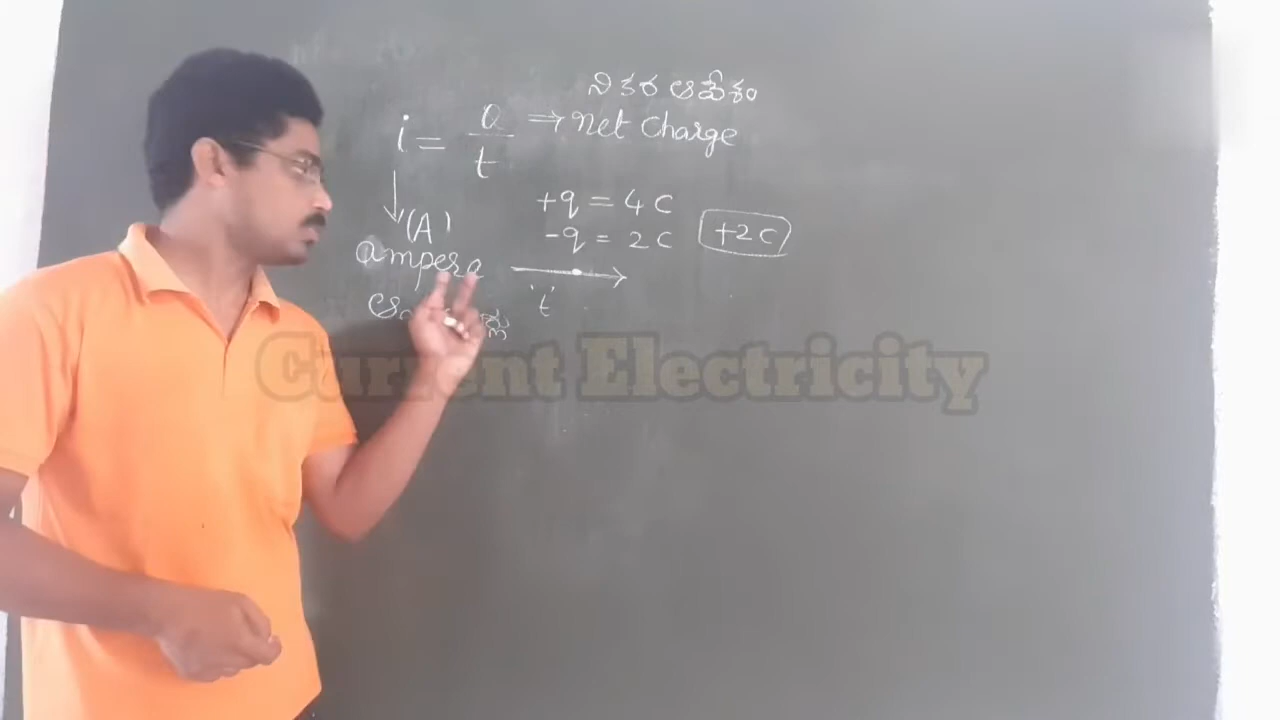 నికర ఆవేశం
i = Q/t ⇒ net charge
+q = 4 C
-q = 2 C +2 C
(A)
ampere
't'
Current Electricity